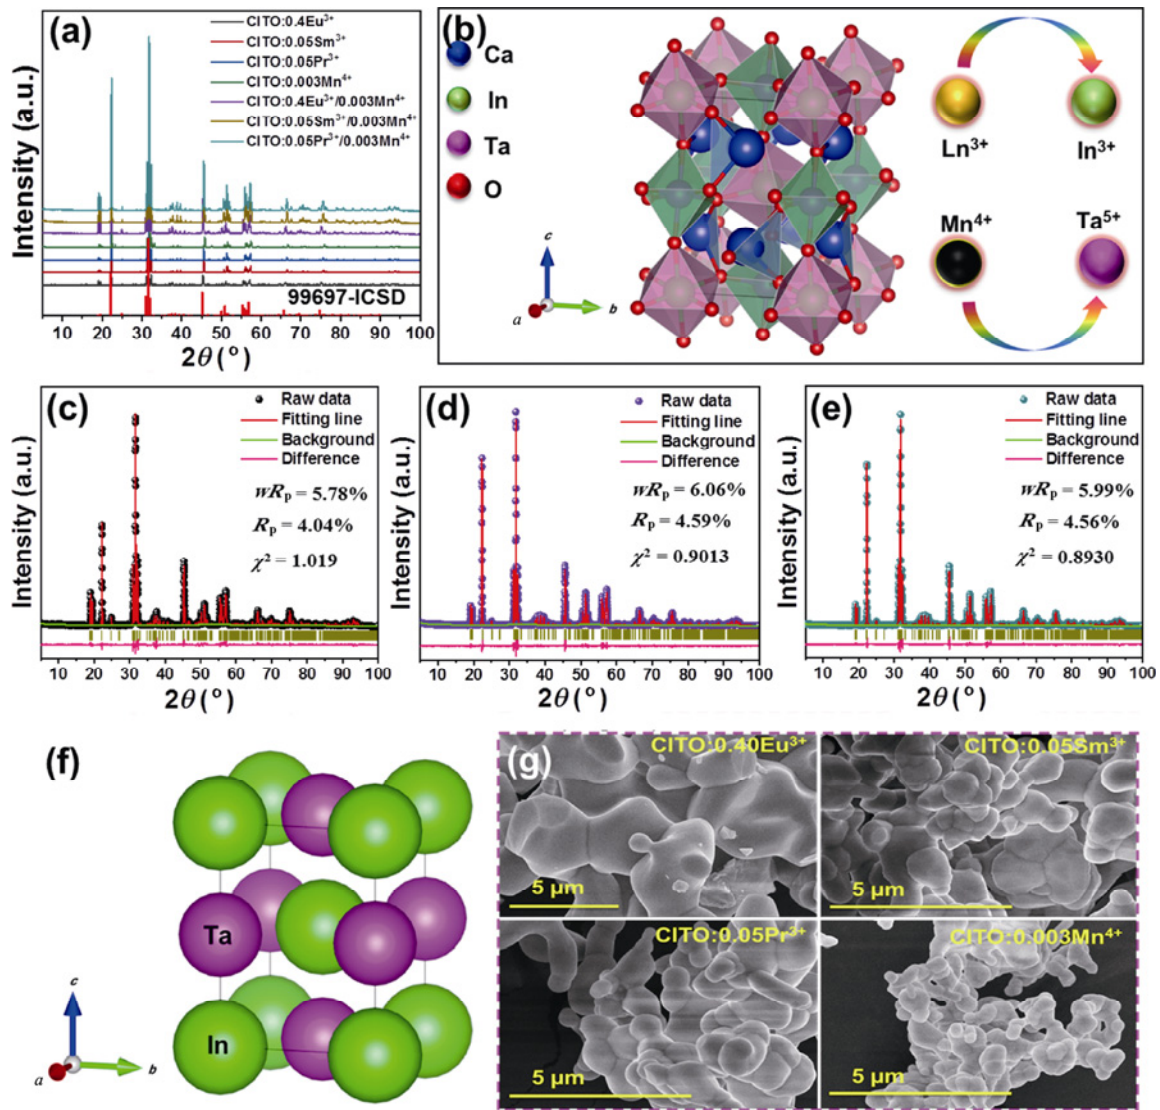 (a)
Intensity (a.u.)
CITO:0.4Eu³⁺
CITO:0.05Sm³⁺
CITO:0.05Pr³⁺
CITO:0.003Mn⁴⁺
CITO:0.4Eu³⁺/0.003Mn⁴⁺
CITO:0.05Sm³⁺/0.003Mn⁴⁺
CITO:0.05Pr³⁺/0.003Mn⁴⁺
99697-ICSD
10 20 30 40 50 60 70 80 90 100
2θ (°)
(b)
Ca
In
Ta
O
c
a
b
Ln³⁺
In³⁺
Mn⁴⁺
Ta⁵⁺
(c)
Intensity (a.u.)
Raw data
Fitting line
Background
Difference
wRₚ = 5.78%
Rₚ = 4.04%
χ² = 1.019
10 20 30 40 50 60 70 80 90 100
2θ (°)
(d)
Intensity (a.u.)
Raw data
Fitting line
Background
Difference
wRₚ = 6.06%
Rₚ = 4.59%
χ² = 0.9013
10 20 30 40 50 60 70 80 90 100
2θ (°)
(e)
Intensity (a.u.)
Raw data
Fitting line
Background
Difference
wRₚ = 5.99%
Rₚ = 4.56%
χ² = 0.8930
10 20 30 40 50 60 70 80 90 100
2θ (°)
(f)
Ta
In
c
a
b
(g)
CITO:0.40Eu³⁺
5 μm
CITO:0.05Sm³⁺
5 μm
CITO:0.05Pr³⁺
5 μm
CITO:0.003Mn⁴⁺
5 μm